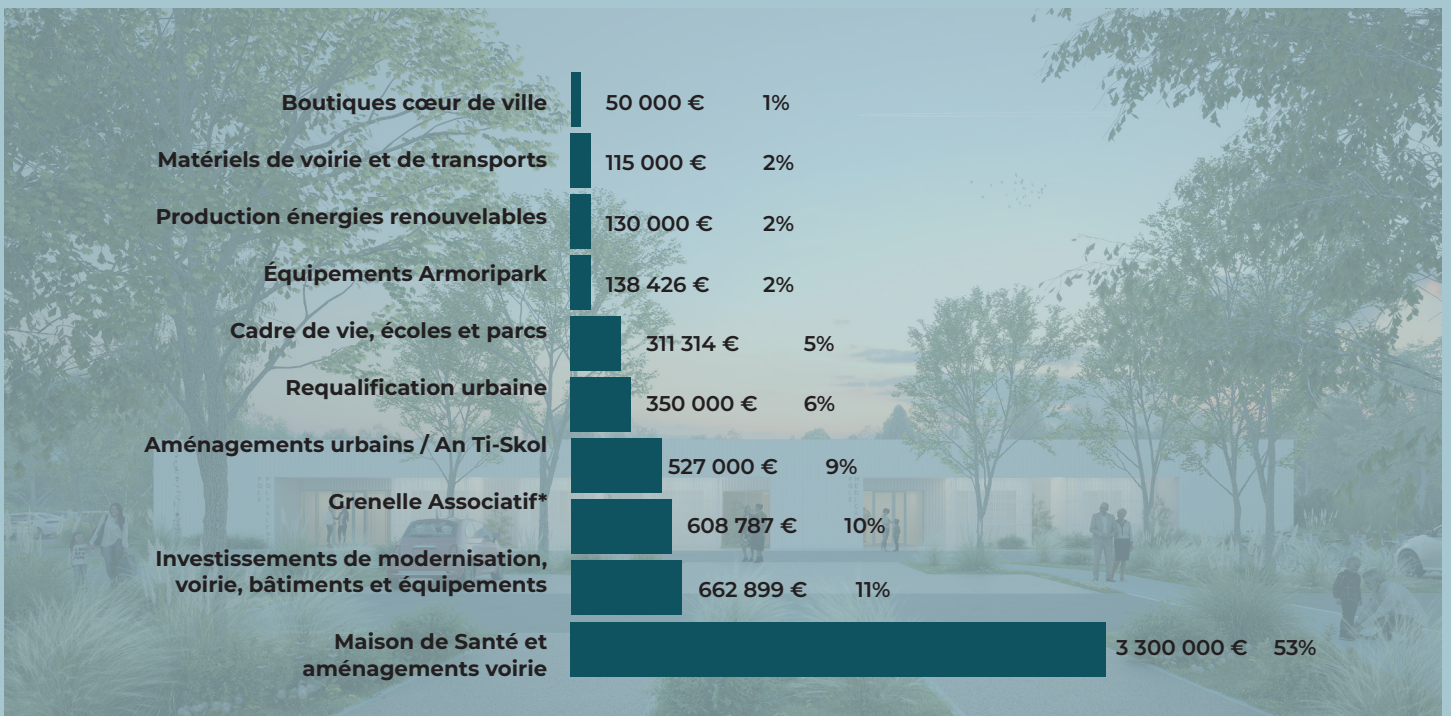 Boutiques cœur de ville 50 000 € 1%
Matériels de voirie et de transports 115 000 € 2%
Production énergies renouvelables 130 000 € 2%
Équipements Armoripark 138 426 € 2%
Cadre de vie, écoles et parcs 311 314 € 5%
Requalification urbaine 350 000 € 6%
Aménagements urbains / An Ti-Skol 527 000 € 9%
Grenelle Associatif* 608 787 € 10%
Investissements de modernisation,
voirie, bâtiments et équipements 662 899 € 11%
Maison de Santé et
aménagements voirie 3 300 000 € 53%